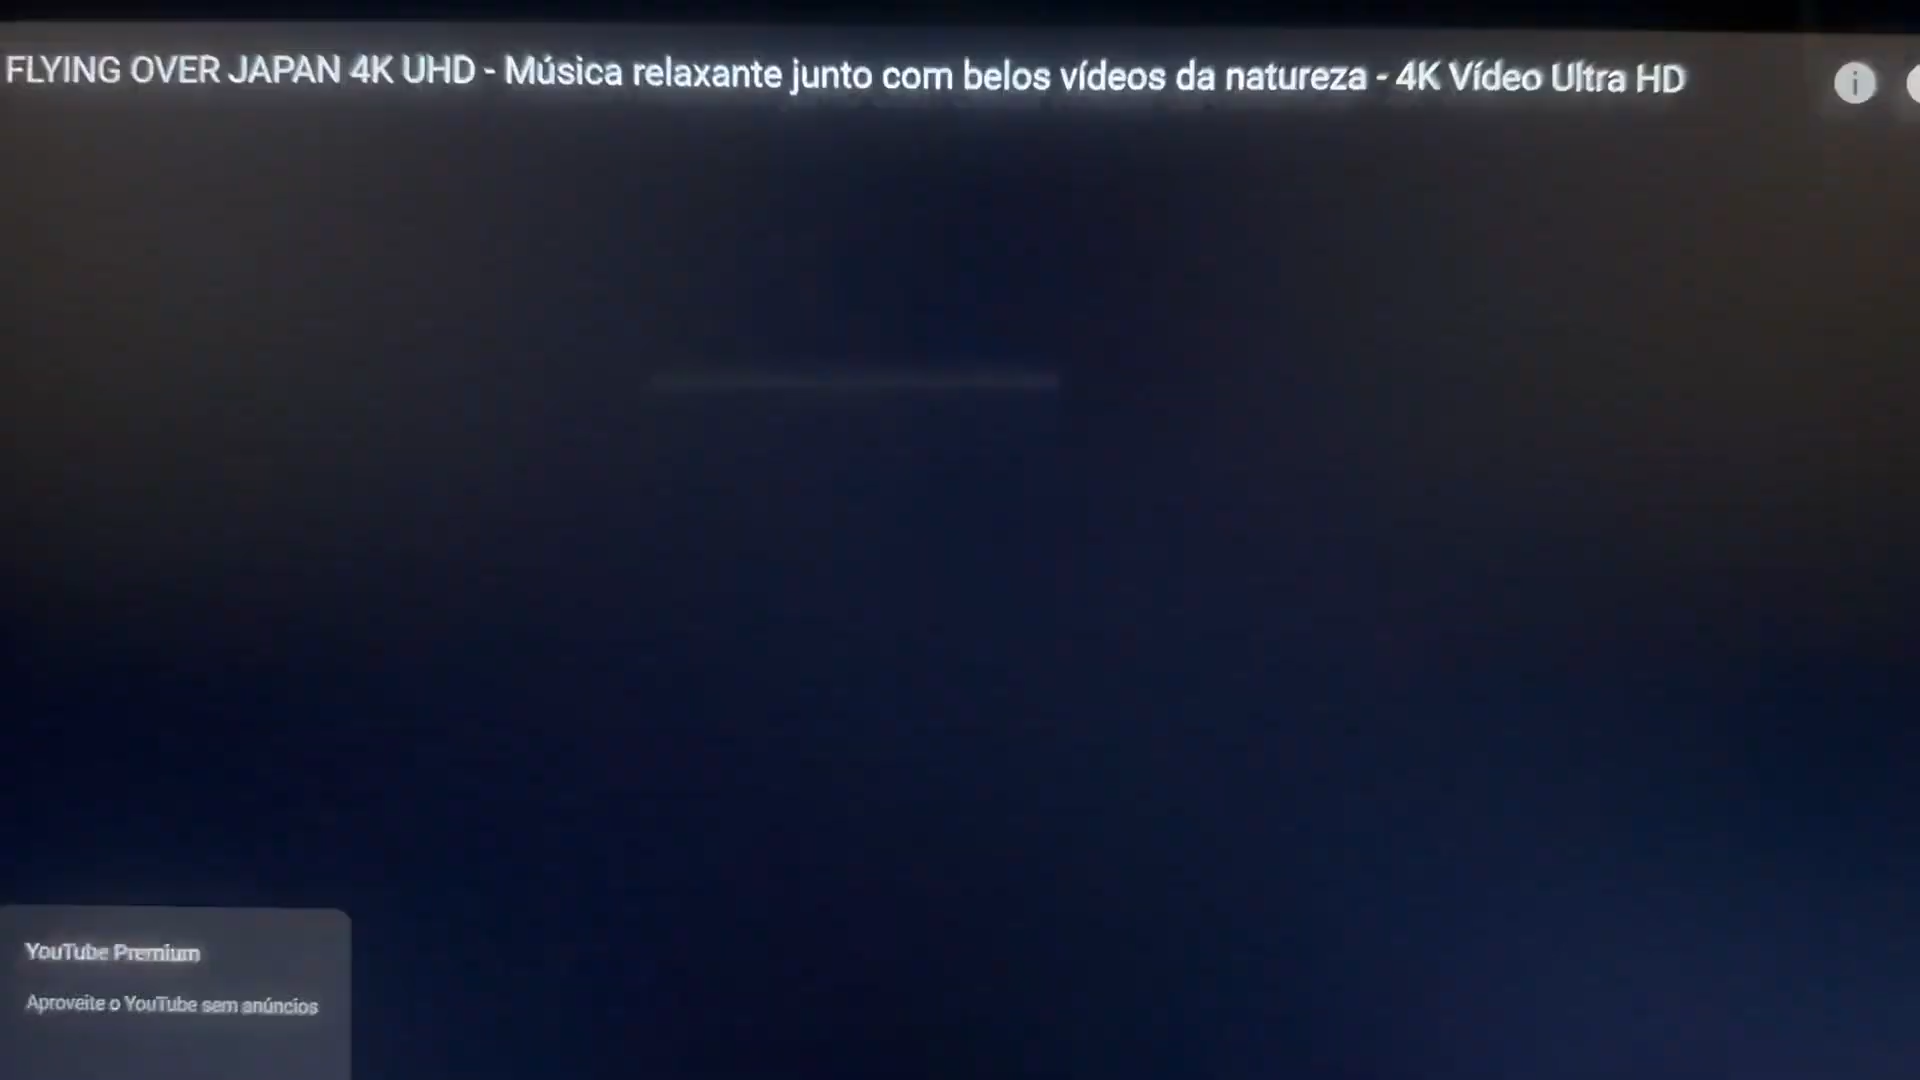 FLYING OVER JAPAN 4K UHD - Música relaxante junto com belos vídeos da natureza - 4K Vídeo Ultra HD
YouTube Premium
Aproveite o YouTube sem anúncios